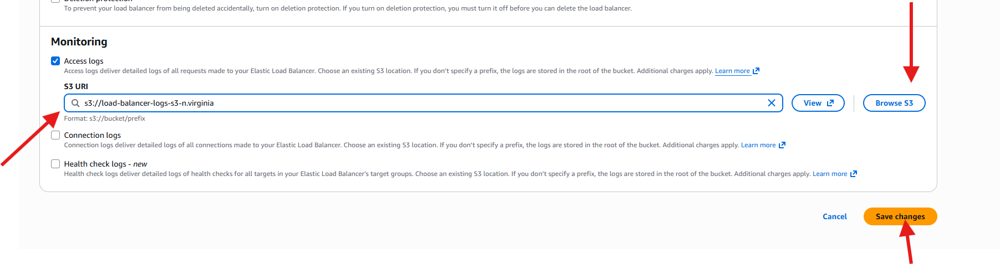 Deletion protection
To prevent your load balancer from being deleted accidentally, turn on deletion protection. If you turn on deletion protection, you must turn it off before you can delete the load balancer.
Monitoring
Access logs
Access logs deliver detailed logs of all requests made to your Elastic Load Balancer. Choose an existing S3 location. If you don’t specify a prefix, the logs are stored in the root of the bucket. Additional charges apply. Learn more
S3 URI
s3://load-balancer-logs-s3-n.virginia
View
Browse S3
Format: s3://bucket/prefix
Connection logs
Connection logs deliver detailed logs of all connections made to your Elastic Load Balancer. Choose an existing S3 location. If you don’t specify a prefix, the logs are stored in the root of the bucket. Additional charges apply. Learn more
Health check logs - new
Health check logs deliver detailed logs of health checks for all targets in your Elastic Load Balancer's target groups. Choose an existing S3 location. If you don’t specify a prefix, the logs are stored in the root of the bucket. Additional charges apply. Learn more
Cancel
Save changes